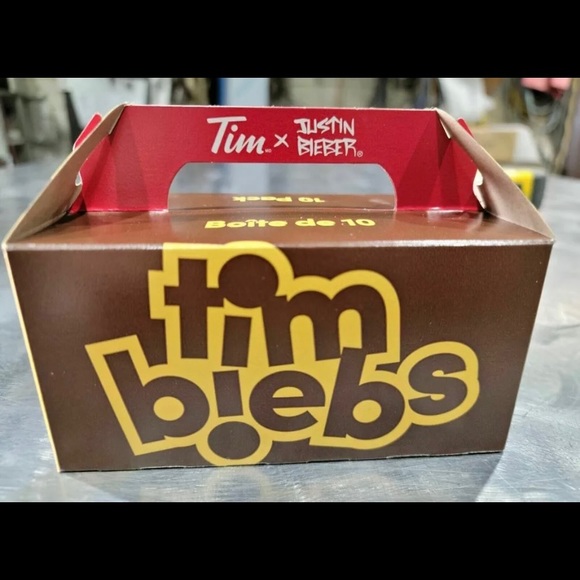 Tim® x JUSTIN
BIEBER®
10 Pack
Boîte de 10
tim
biebs